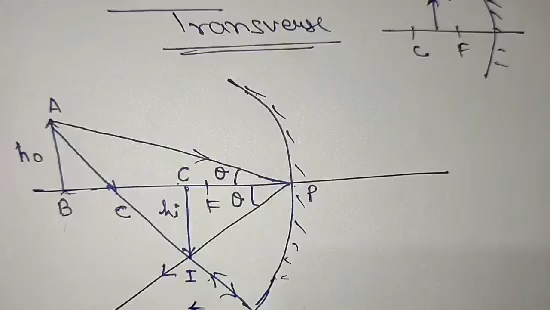 Transverse
C F
A
ho
C θ
B C hi F θ P
I